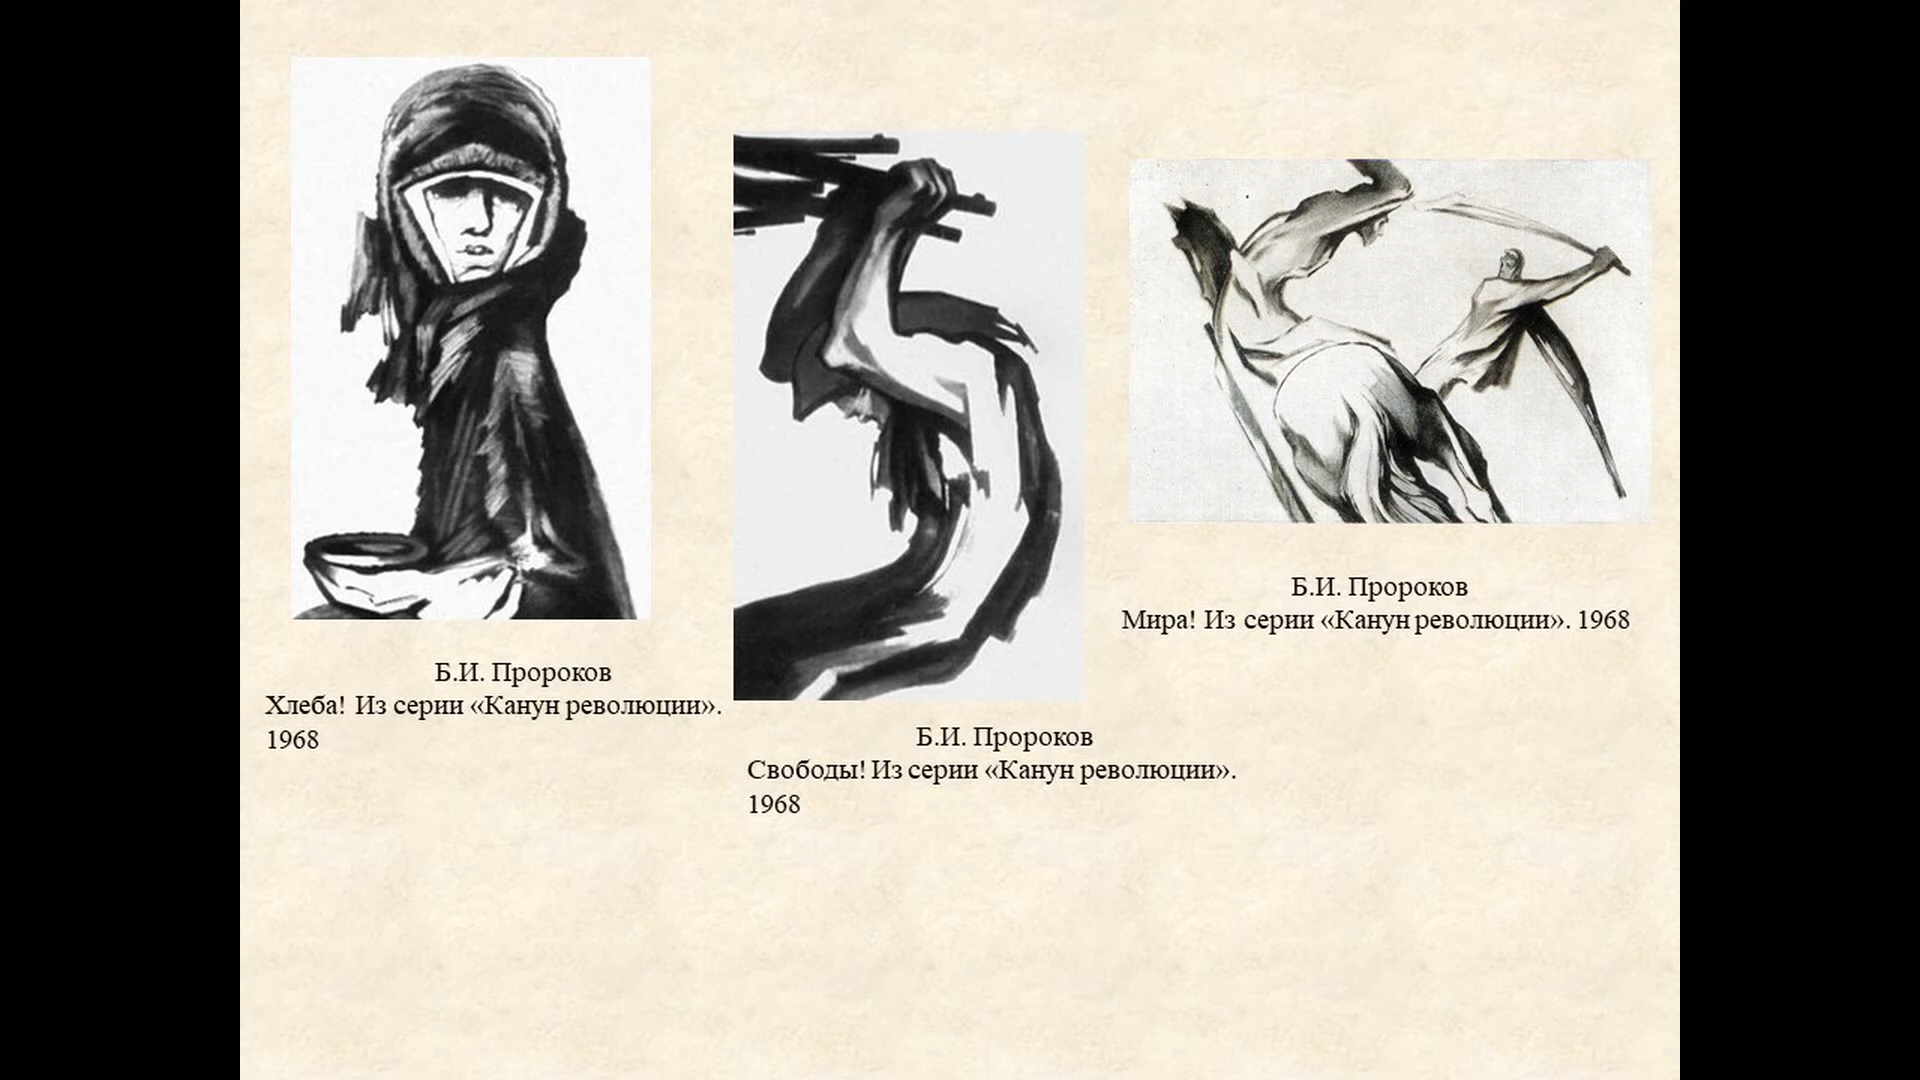 Б.И. Пророков
Хлеба! Из серии «Канун революции».
1968
Б.И. Пророков
Свободы! Из серии «Канун революции».
1968
Б.И. Пророков
Мира! Из серии «Канун революции». 1968